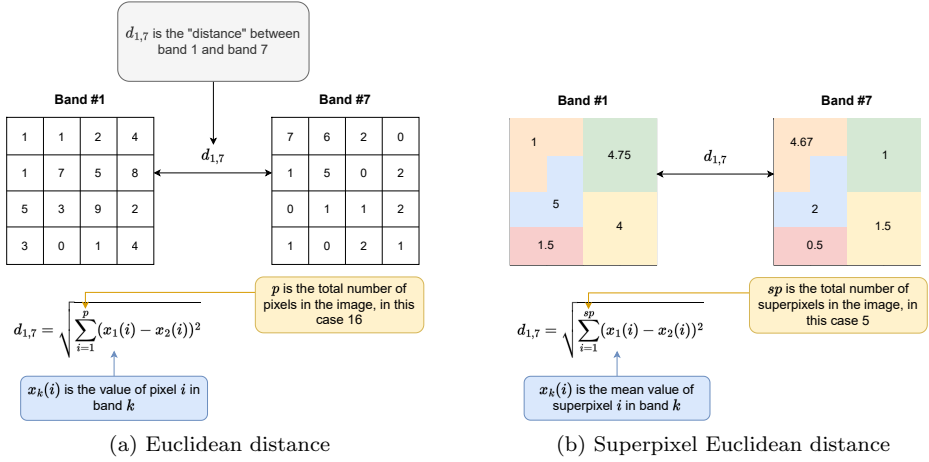 d1,7 is the "distance" between
band 1 and band 7
Band #1
Band #7
1 1 2 4
1 7 5 8
5 3 9 2
3 0 1 4
d1,7
7 6 2 0
1 5 0 2
0 1 1 2
1 0 2 1
p is the total number of
pixels in the image, in this
case 16
d1,7 = √∑_{i=1}^{p}(x1(i) − x2(i))²
xk(i) is the value of pixel i in
band k
(a) Euclidean distance
Band #1
Band #7
1
4.75
5
4
1.5
d1,7
4.67
1
2
1.5
0.5
sp is the total number of
superpixels in the image, in
this case 5
d1,7 = √∑_{i=1}^{sp}(x1(i) − x2(i))²
xk(i) is the mean value of
superpixel i in band k
(b) Superpixel Euclidean distance